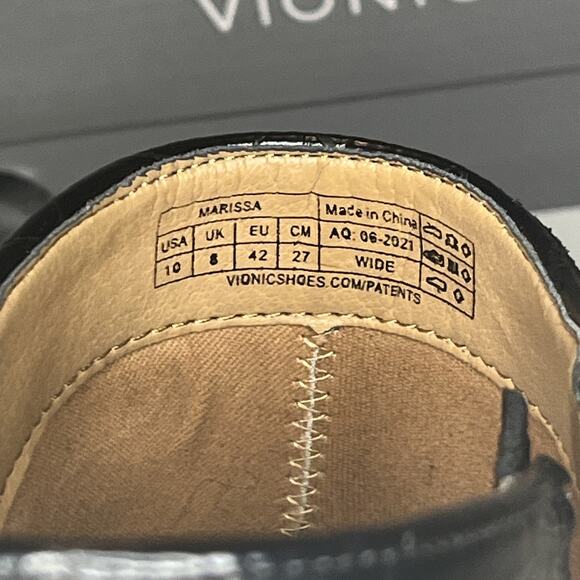 VIONIC
MARISSA Made in China
USA UK EU CM AQ: 06-2021
10 8 42 27 WIDE
VIONICSHOES.COM/PATENTS